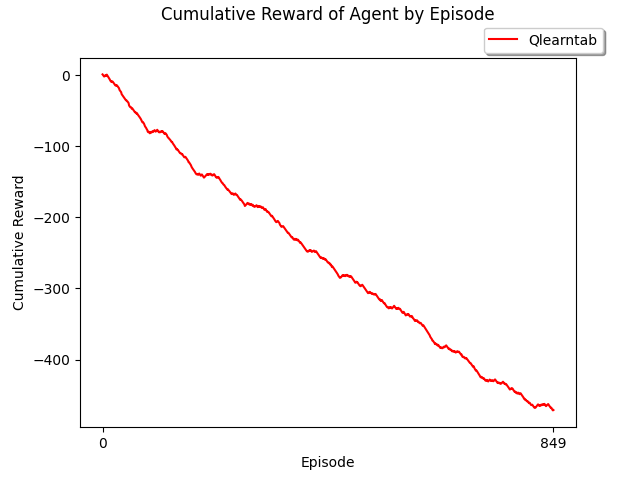 Cumulative Reward of Agent by Episode
Qlearntab
0
−100
−200
−300
−400
Cumulative Reward
0 849
Episode